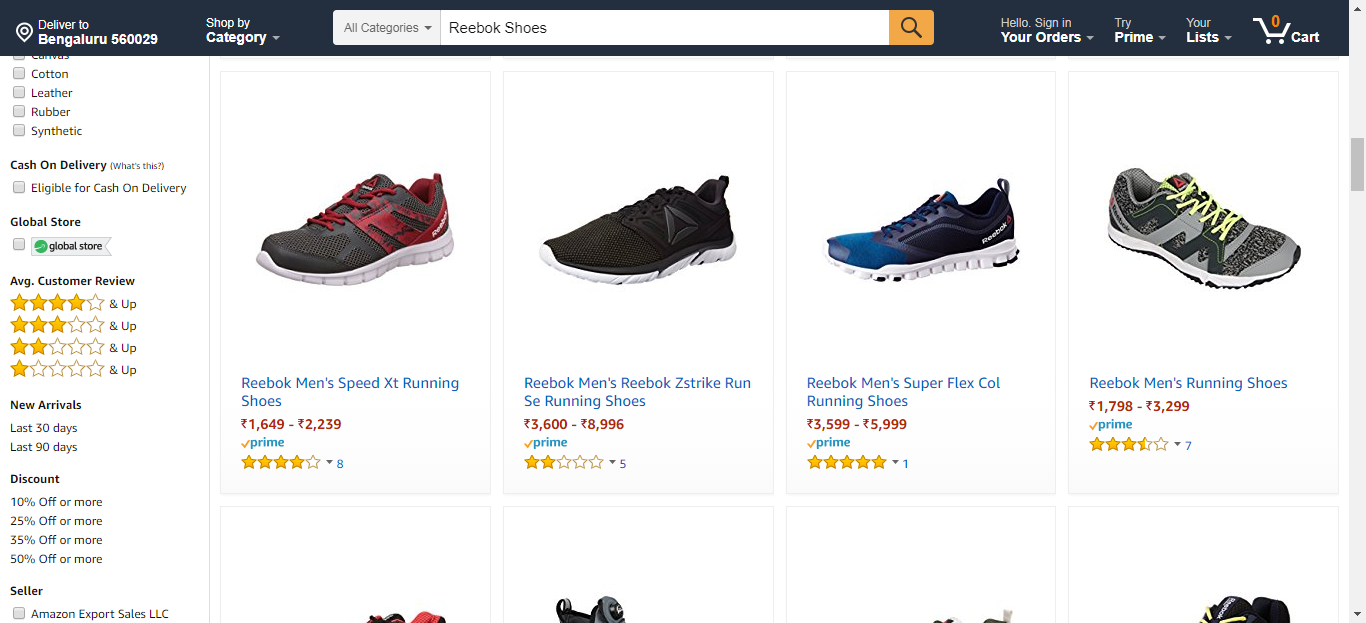 Deliver to
Bengaluru 560029
Shop by
Category
All Categories
Reebok Shoes
Hello. Sign in
Your Orders
Try
Prime
Your
Lists
0
Cart
Canvas
Cotton
Leather
Rubber
Synthetic
Cash On Delivery (What's this?)
Eligible for Cash On Delivery
Global Store
global store
Avg. Customer Review
& Up
& Up
& Up
& Up
New Arrivals
Last 30 days
Last 90 days
Discount
10% Off or more
25% Off or more
35% Off or more
50% Off or more
Seller
Amazon Export Sales LLC
Reebok
Reebok Men's Speed Xt Running
Shoes
₹1,649 - ₹2,239
prime
8
Reebok Men's Reebok Zstrike Run
Se Running Shoes
₹3,600 - ₹8,996
prime
5
Reebok
Reebok Men's Super Flex Col
Running Shoes
₹3,599 - ₹5,999
prime
1
Reebok
Reebok Men's Running Shoes
₹1,798 - ₹3,299
prime
7
Reebok